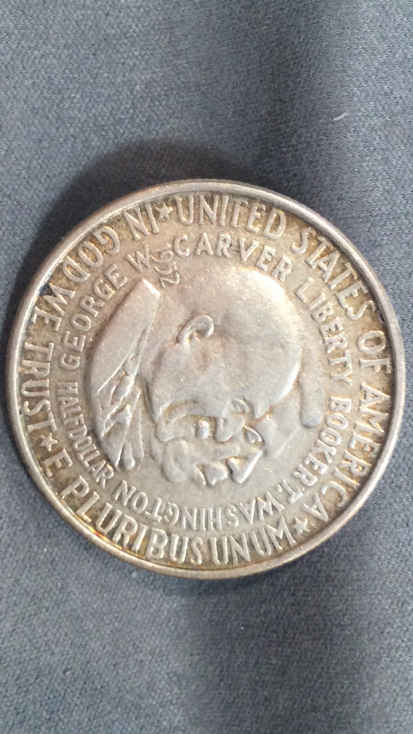 UNITED STATES OF AMERICA★E PLURIBUS UNUM★IN GOD WE TRUST★
GEORGE W. CARVER LIBERTY BOOKER T. WASHINGTON HALF DOLLAR
1952